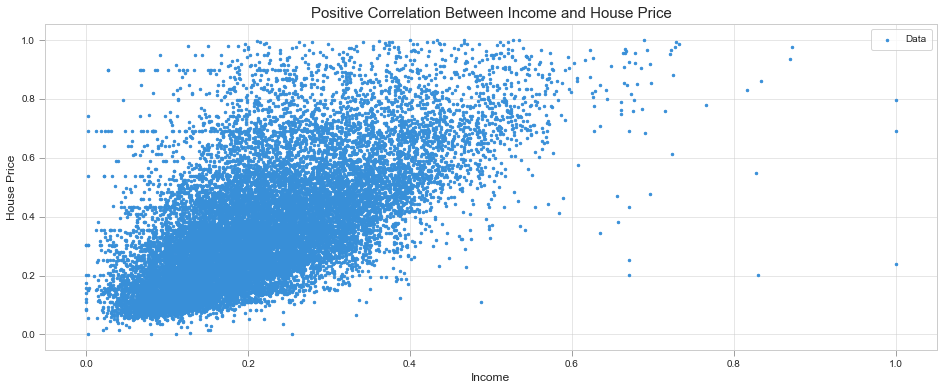 Positive Correlation Between Income and House Price
Data
House Price
1.0
0.8
0.6
0.4
0.2
0.0
0.0 0.2 0.4 0.6 0.8 1.0
Income